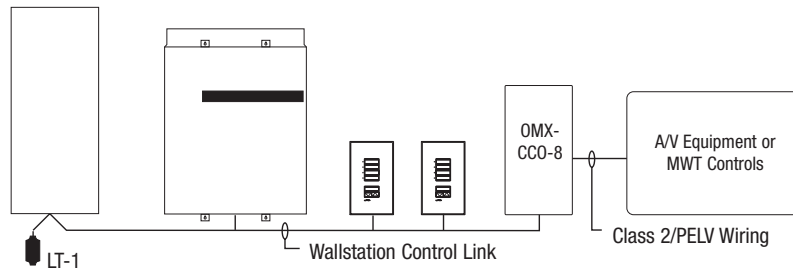 OMX-
CCO-8
A/V Equipment or
MWT Controls
LT-1
Wallstation Control Link
Class 2/PELV Wiring